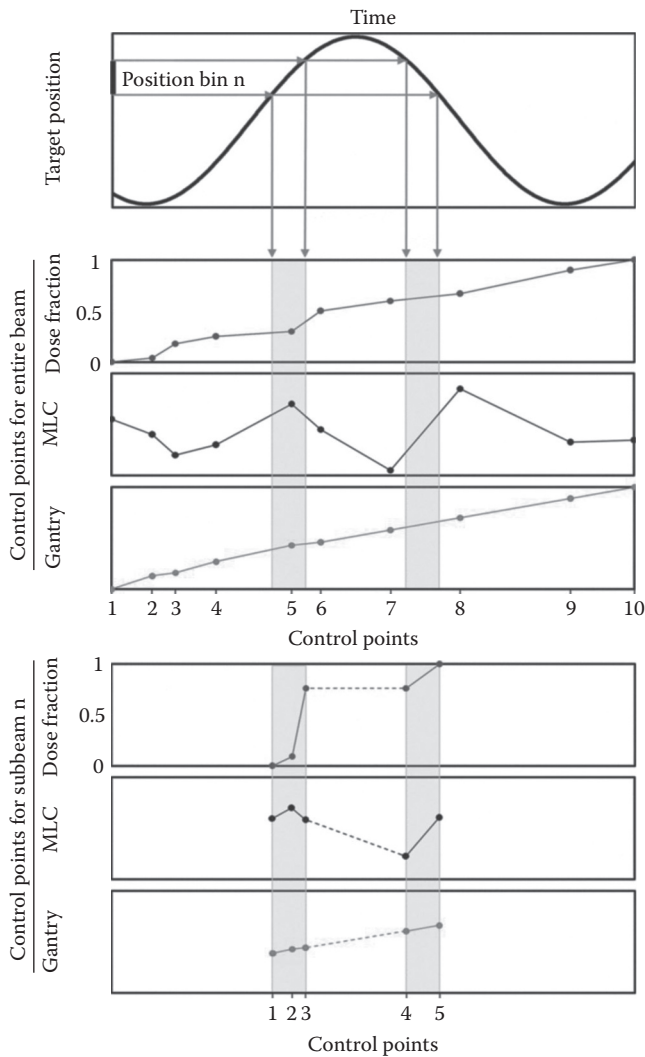 Time
Target position
Position bin n
Control points for entire beam
Dose fraction
1
0.5
0
MLC
Gantry
1 2 3 4 5 6 7 8 9 10
Control points
Control points for subbeam n
Dose fraction
1
0.5
0
MLC
Gantry
1 2 3 4 5
Control points